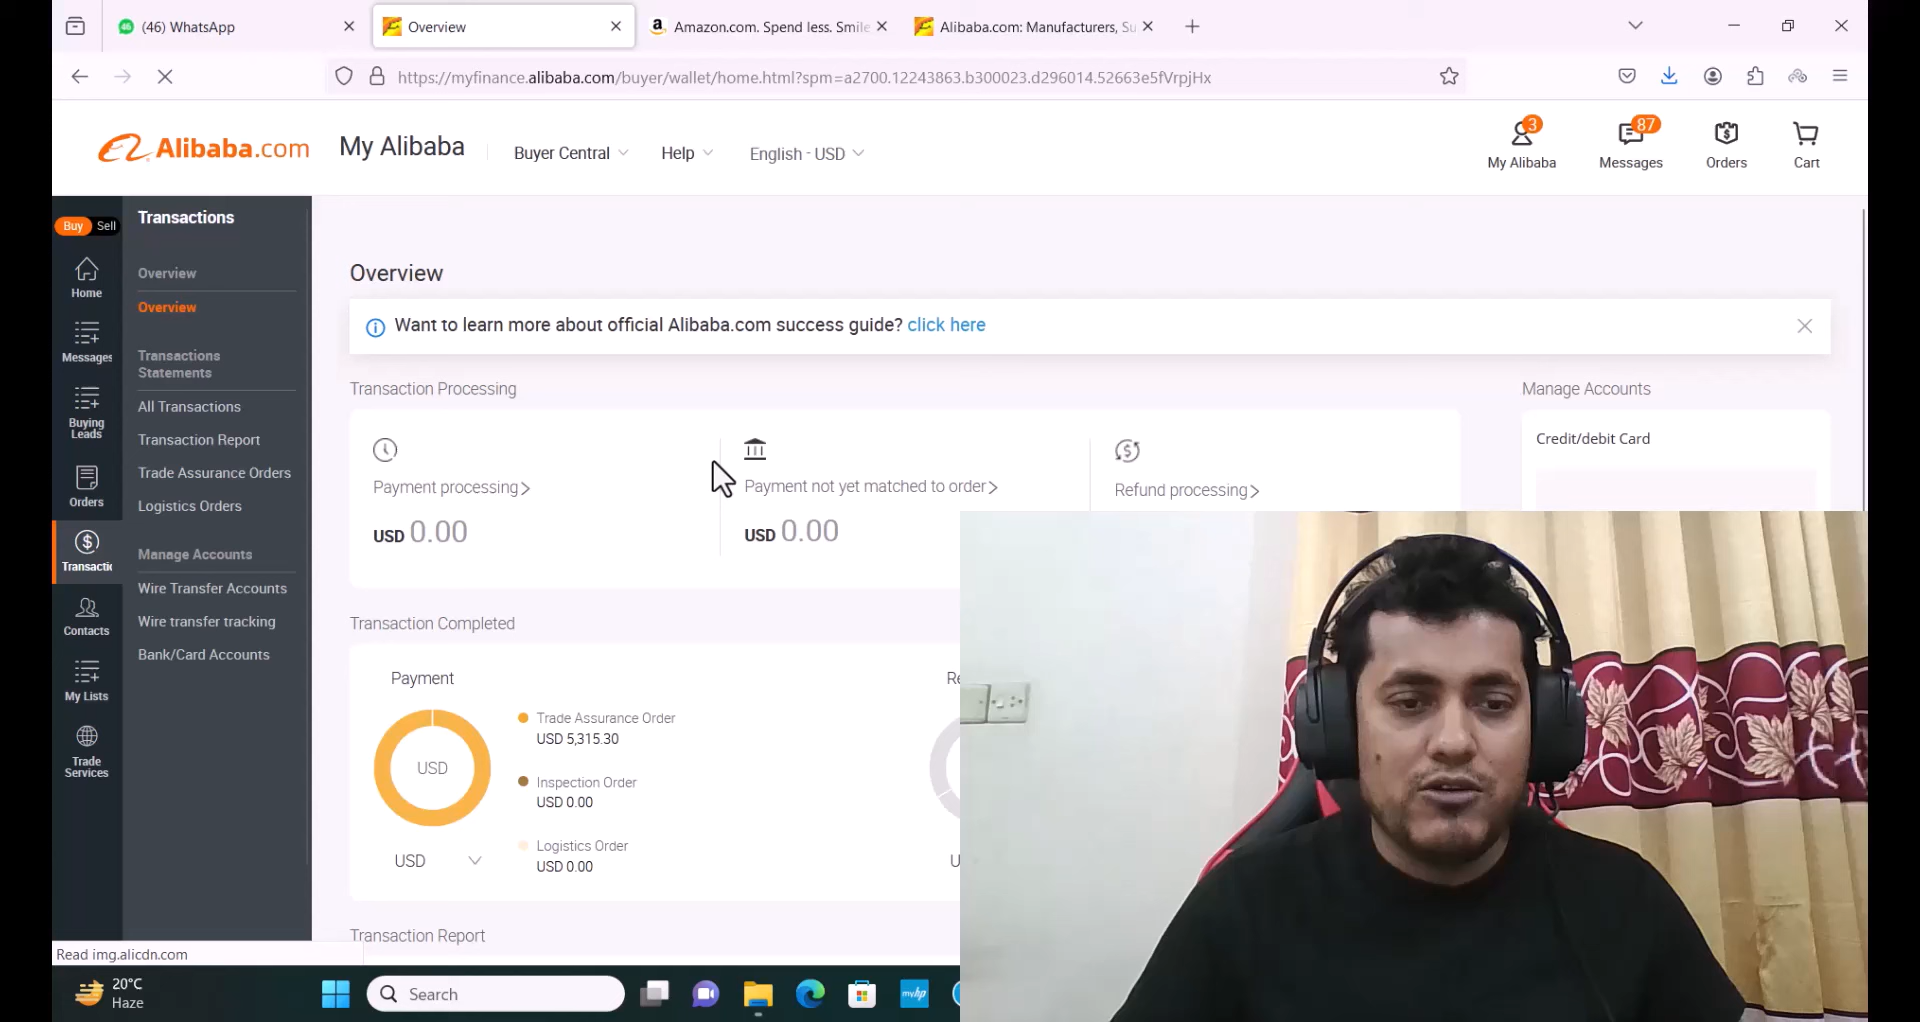 (46) WhatsApp
Overview
Amazon.com. Spend less. Smile
Alibaba.com: Manufacturers, Su
https://myfinance.alibaba.com/buyer/wallet/home.html?spm=a2700.12243863.b300023.d296014.52663e5fVrpjHx
Alibaba.com
My Alibaba
Buyer Central
Help
English - USD
3
My Alibaba
87
Messages
Orders
Cart
Buy Sell
Home
Messages
Buying
Leads
Orders
Transactio
Contacts
My Lists
Trade
Services
Transactions
Overview
Overview
Transactions
Statements
All Transactions
Transaction Report
Trade Assurance Orders
Logistics Orders
Manage Accounts
Wire Transfer Accounts
Wire transfer tracking
Bank/Card Accounts
Overview
Want to learn more about official Alibaba.com success guide? click here
Transaction Processing
Payment processing
USD 0.00
Payment not yet matched to order
USD 0.00
Refund processing
Manage Accounts
Credit/debit Card
Transaction Completed
Payment
USD
USD
Trade Assurance Order
USD 5,315.30
Inspection Order
USD 0.00
Logistics Order
USD 0.00
Re
U
Transaction Report
Read img.alicdn.com
20°C
Haze
Search
myhp